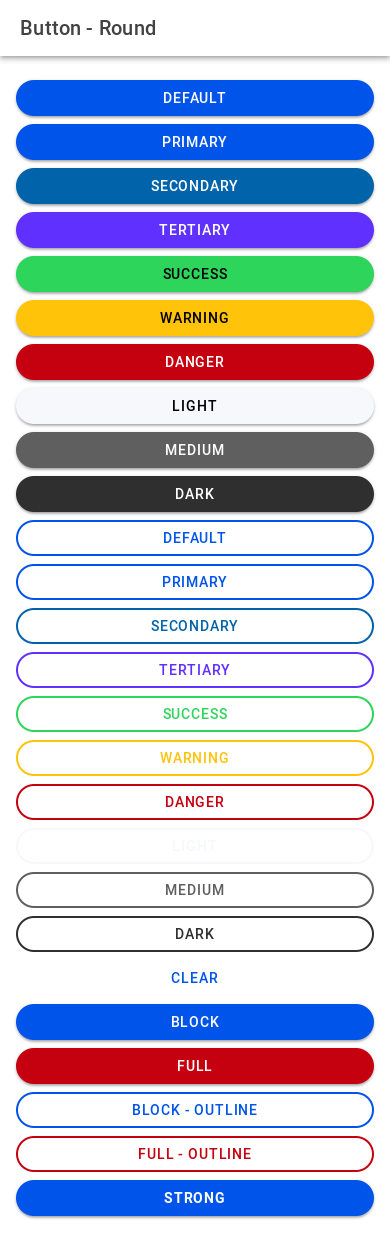 Button - Round
DEFAULT
PRIMARY
SECONDARY
TERTIARY
SUCCESS
WARNING
DANGER
LIGHT
MEDIUM
DARK
DEFAULT
PRIMARY
SECONDARY
TERTIARY
SUCCESS
WARNING
DANGER
LIGHT
MEDIUM
DARK
CLEAR
BLOCK
FULL
BLOCK - OUTLINE
FULL - OUTLINE
STRONG